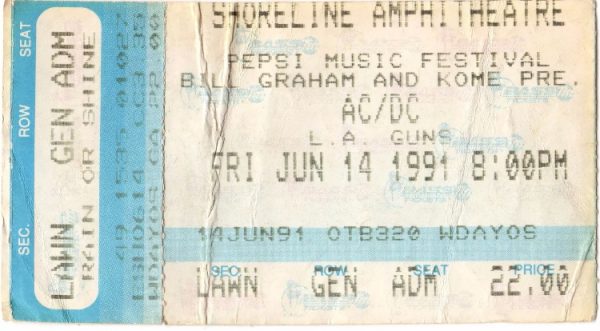 SHORELINE AMPHITHEATRE
PEPSI MUSIC FESTIVAL
BILL GRAHAM AND KOME PRE.
AC/DC
L.A. GUNS
FRI JUN 14 1991 8:00PM
14JUN91 OTB320 WDAYOS
SEC. ROW SEAT PRICE
LAWN GEN ADM 22.00
SEC. ROW SEAT
LAWN GEN ADM
RAIN OR SHINE